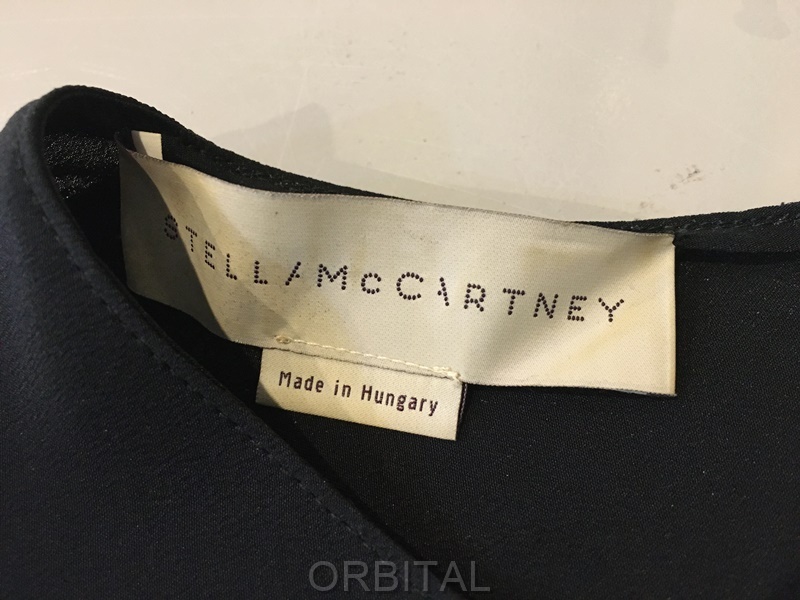 STELLA McCARTNEY
Made in Hungary
ORBITAL